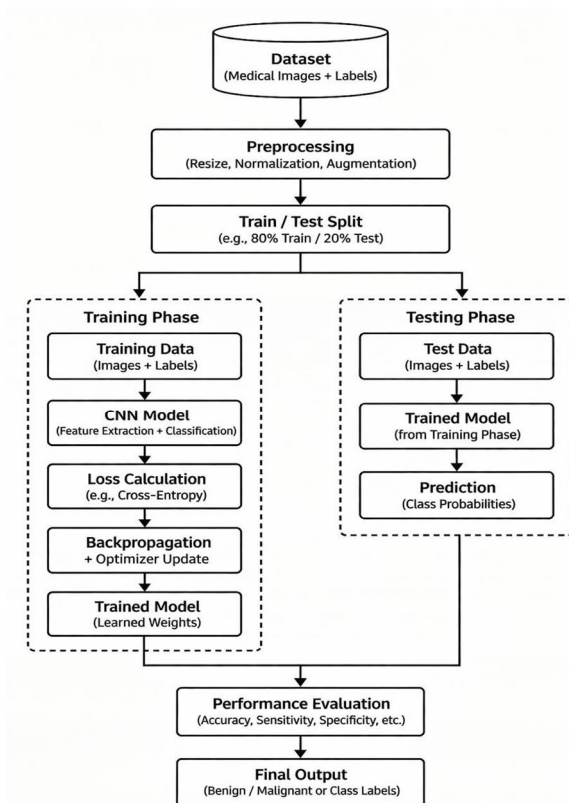 Dataset
(Medical Images + Labels)
Preprocessing
(Resize, Normalization, Augmentation)
Train / Test Split
(e.g., 80% Train / 20% Test)
Training Phase
Training Data
(Images + Labels)
CNN Model
(Feature Extraction + Classification)
Loss Calculation
(e.g., Cross-Entropy)
Backpropagation
+ Optimizer Update
Trained Model
(Learned Weights)
Testing Phase
Test Data
(Images + Labels)
Trained Model
(from Training Phase)
Prediction
(Class Probabilities)
Performance Evaluation
(Accuracy, Sensitivity, Specificity, etc.)
Final Output
(Benign / Malignant or Class Labels)